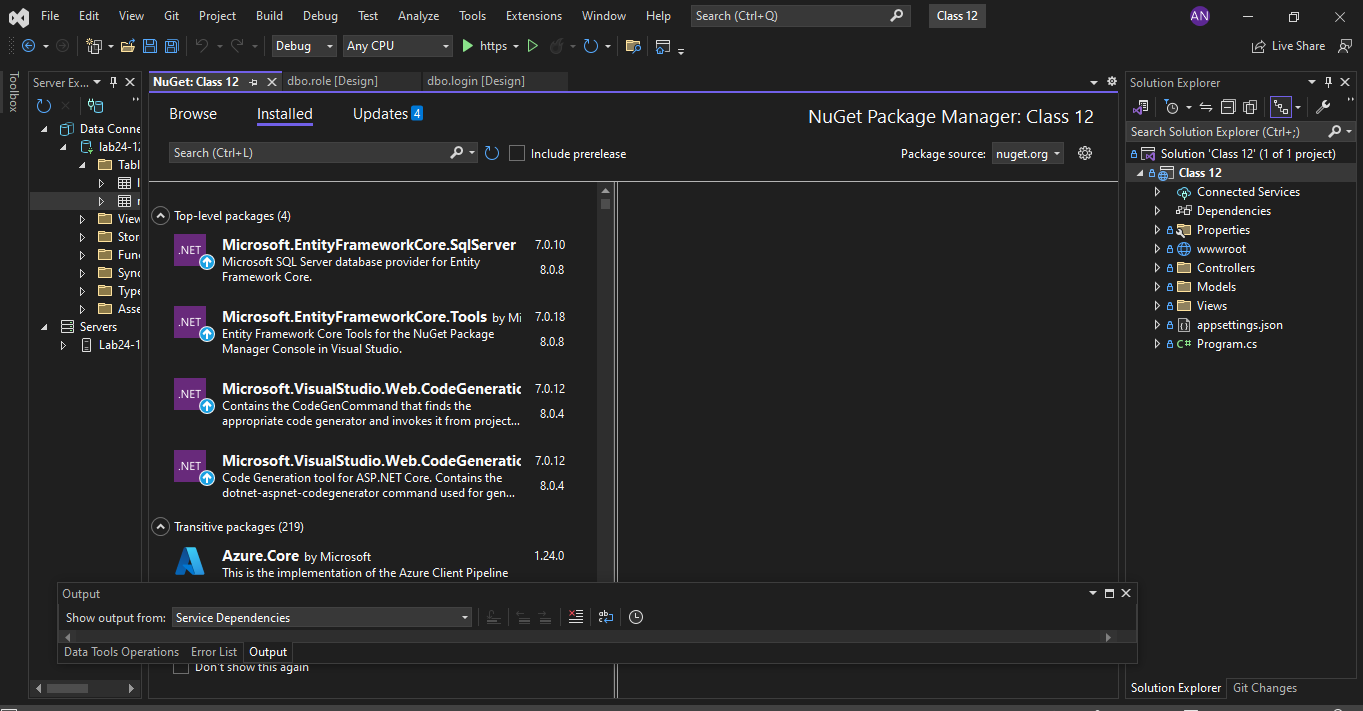 File Edit View Git Project Build Debug Test Analyze Tools Extensions Window Help Search (Ctrl+Q) Class 12 AN
Debug Any CPU https Live Share
Toolbox
Server Ex...
Data Conne
lab24-12
Tabl
View
Stor
Func
Sync
Type
Asse
Servers
Lab24-1
NuGet: Class 12 dbo.role [Design] dbo.login [Design]
Browse Installed Updates 4 NuGet Package Manager: Class 12
Search (Ctrl+L) Include prerelease Package source: nuget.org
Top-level packages (4)
.NET Microsoft.EntityFrameworkCore.SqlServer 7.0.10
Microsoft SQL Server database provider for Entity 8.0.8
Framework Core.
.NET Microsoft.EntityFrameworkCore.Tools by Mi 7.0.18
Entity Framework Core Tools for the NuGet Package 8.0.8
Manager Console in Visual Studio.
.NET Microsoft.VisualStudio.Web.CodeGeneratic 7.0.12
Contains the CodeGenCommand that finds the 8.0.4
appropriate code generator and invokes it from project...
.NET Microsoft.VisualStudio.Web.CodeGeneratic 7.0.12
Code Generation tool for ASP.NET Core. Contains the 8.0.4
dotnet-aspnet-codegenerator command used for gen...
Transitive packages (219)
Azure.Core by Microsoft 1.24.0
This is the implementation of the Azure Client Pipeline
Output
Show output from: Service Dependencies
Data Tools Operations Error List Output
Don't show this again
Solution Explorer
Search Solution Explorer (Ctrl+;)
Solution 'Class 12' (1 of 1 project)
Class 12
Connected Services
Dependencies
Properties
wwwroot
Controllers
Models
Views
appsettings.json
C# Program.cs
Solution Explorer Git Changes